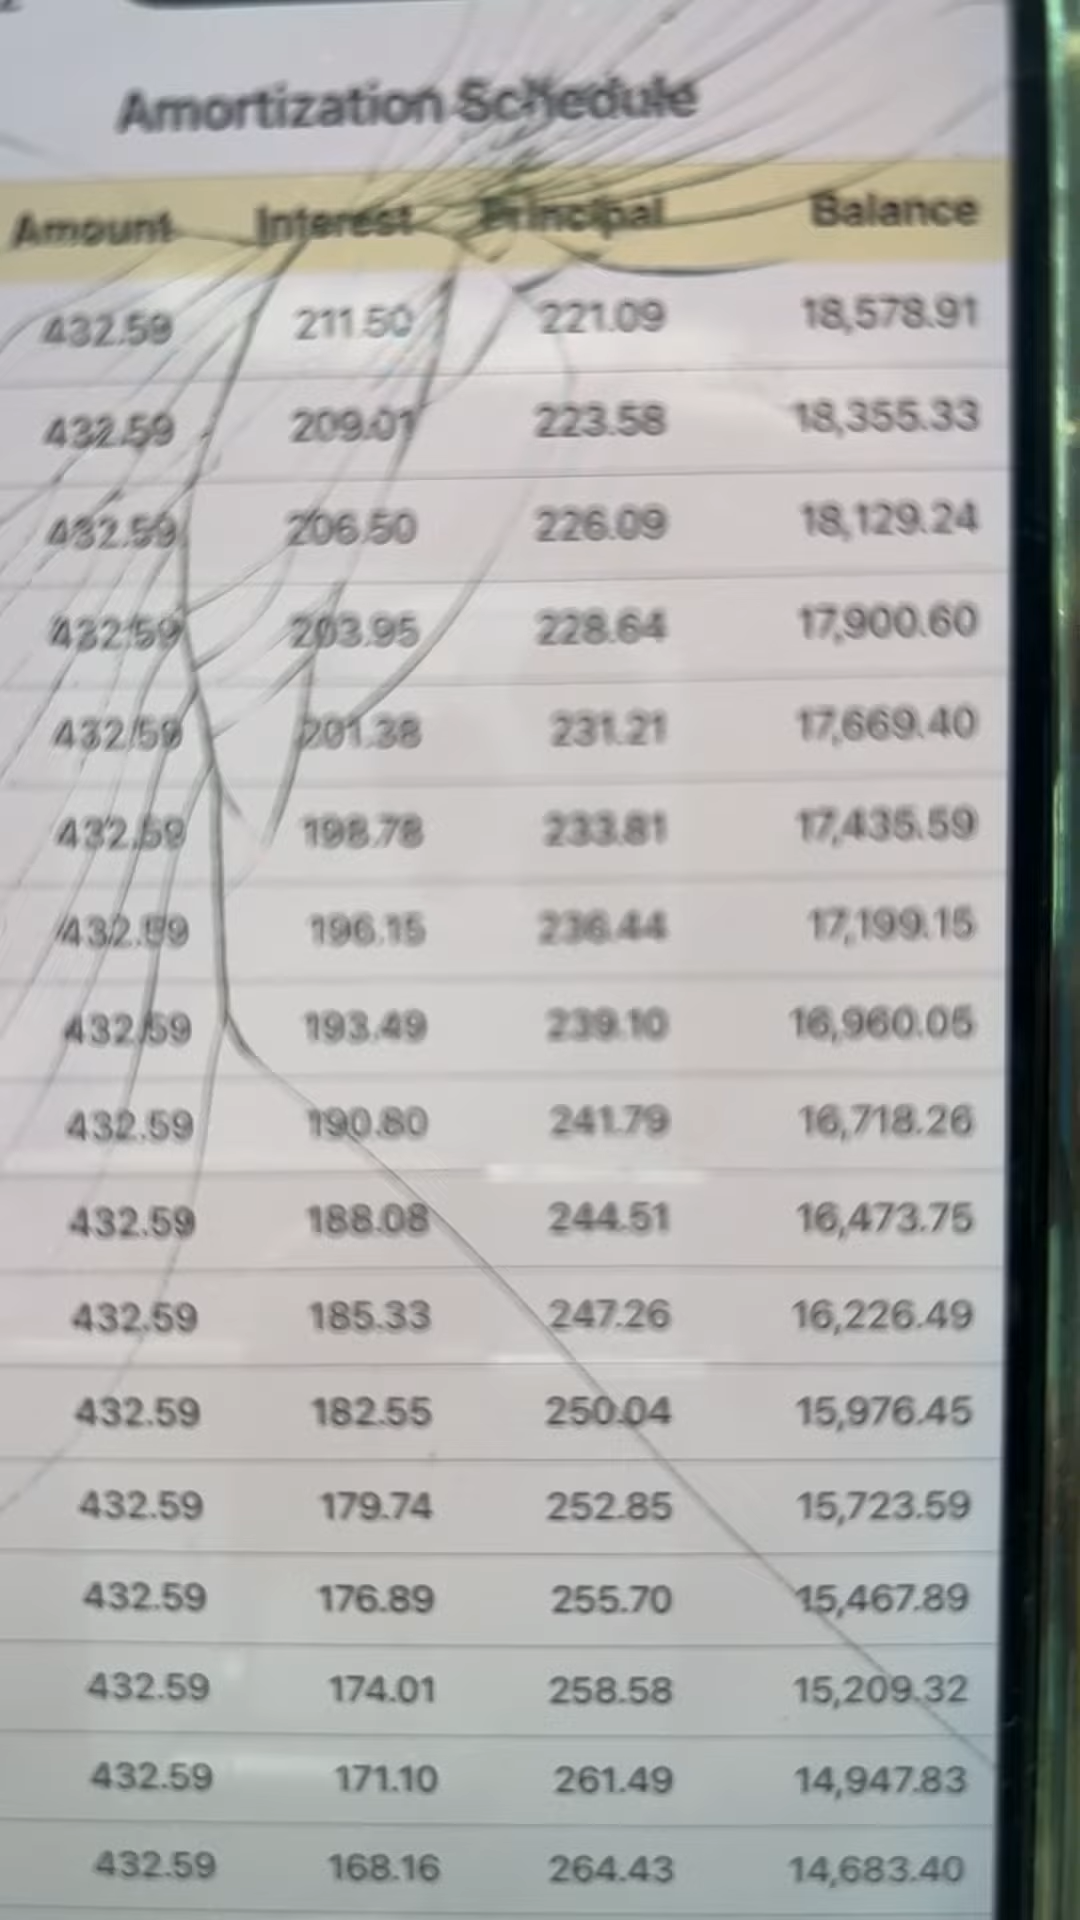 Amortization Schedule
Amount Interest Principal Balance
432.59 211.50 221.09 18,578.91
432.59 209.01 223.58 18,355.33
432.59 206.50 226.09 18,129.24
432.59 203.95 228.64 17,900.60
432.59 201.38 231.21 17,669.40
432.59 198.78 233.81 17,435.59
432.59 196.15 236.44 17,199.15
432.59 193.49 239.10 16,960.05
432.59 190.80 241.79 16,718.26
432.59 188.08 244.51 16,473.75
432.59 185.33 247.26 16,226.49
432.59 182.55 250.04 15,976.45
432.59 179.74 252.85 15,723.59
432.59 176.89 255.70 15,467.89
432.59 174.01 258.58 15,209.32
432.59 171.10 261.49 14,947.83
432.59 168.16 264.43 14,683.40